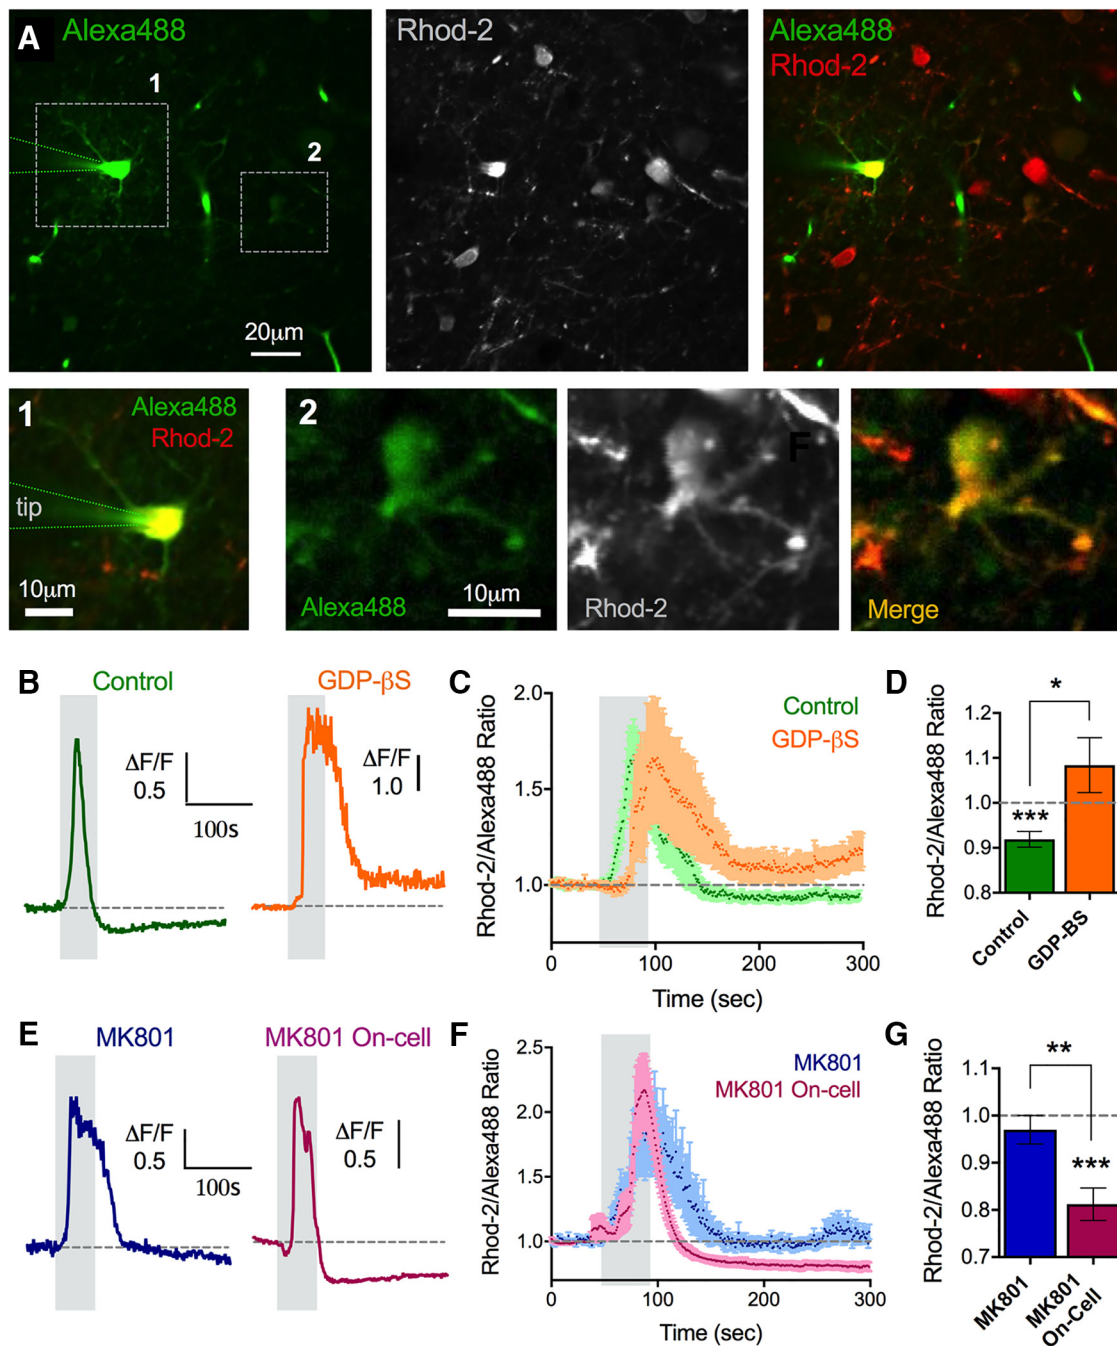 A
Alexa488
1
2
20μm
Rhod-2
Alexa488
Rhod-2
1
Alexa488
Rhod-2
tip
10μm
2
Alexa488
10μm
F
Rhod-2
Merge
B
Control
ΔF/F
0.5
100s
GDP-βS
ΔF/F
1.0
C
Rhod-2/Alexa488 Ratio
2.0
1.5
1.0
Control
GDP-βS
0
100
200
300
Time (sec)
D
Rhod-2/Alexa488 Ratio
1.2
1.1
1.0
0.9
0.8
*
***
Control
GDP-BS
E
MK801
ΔF/F
0.5
100s
MK801 On-cell
ΔF/F
0.5
F
Rhod-2/Alexa488 Ratio
2.5
2.0
1.5
1.0
MK801
MK801 On-cell
0
100
200
300
Time (sec)
G
Rhod-2/Alexa488 Ratio
1.1
1.0
0.9
0.8
0.7
**
***
MK801
MK801
On-Cell